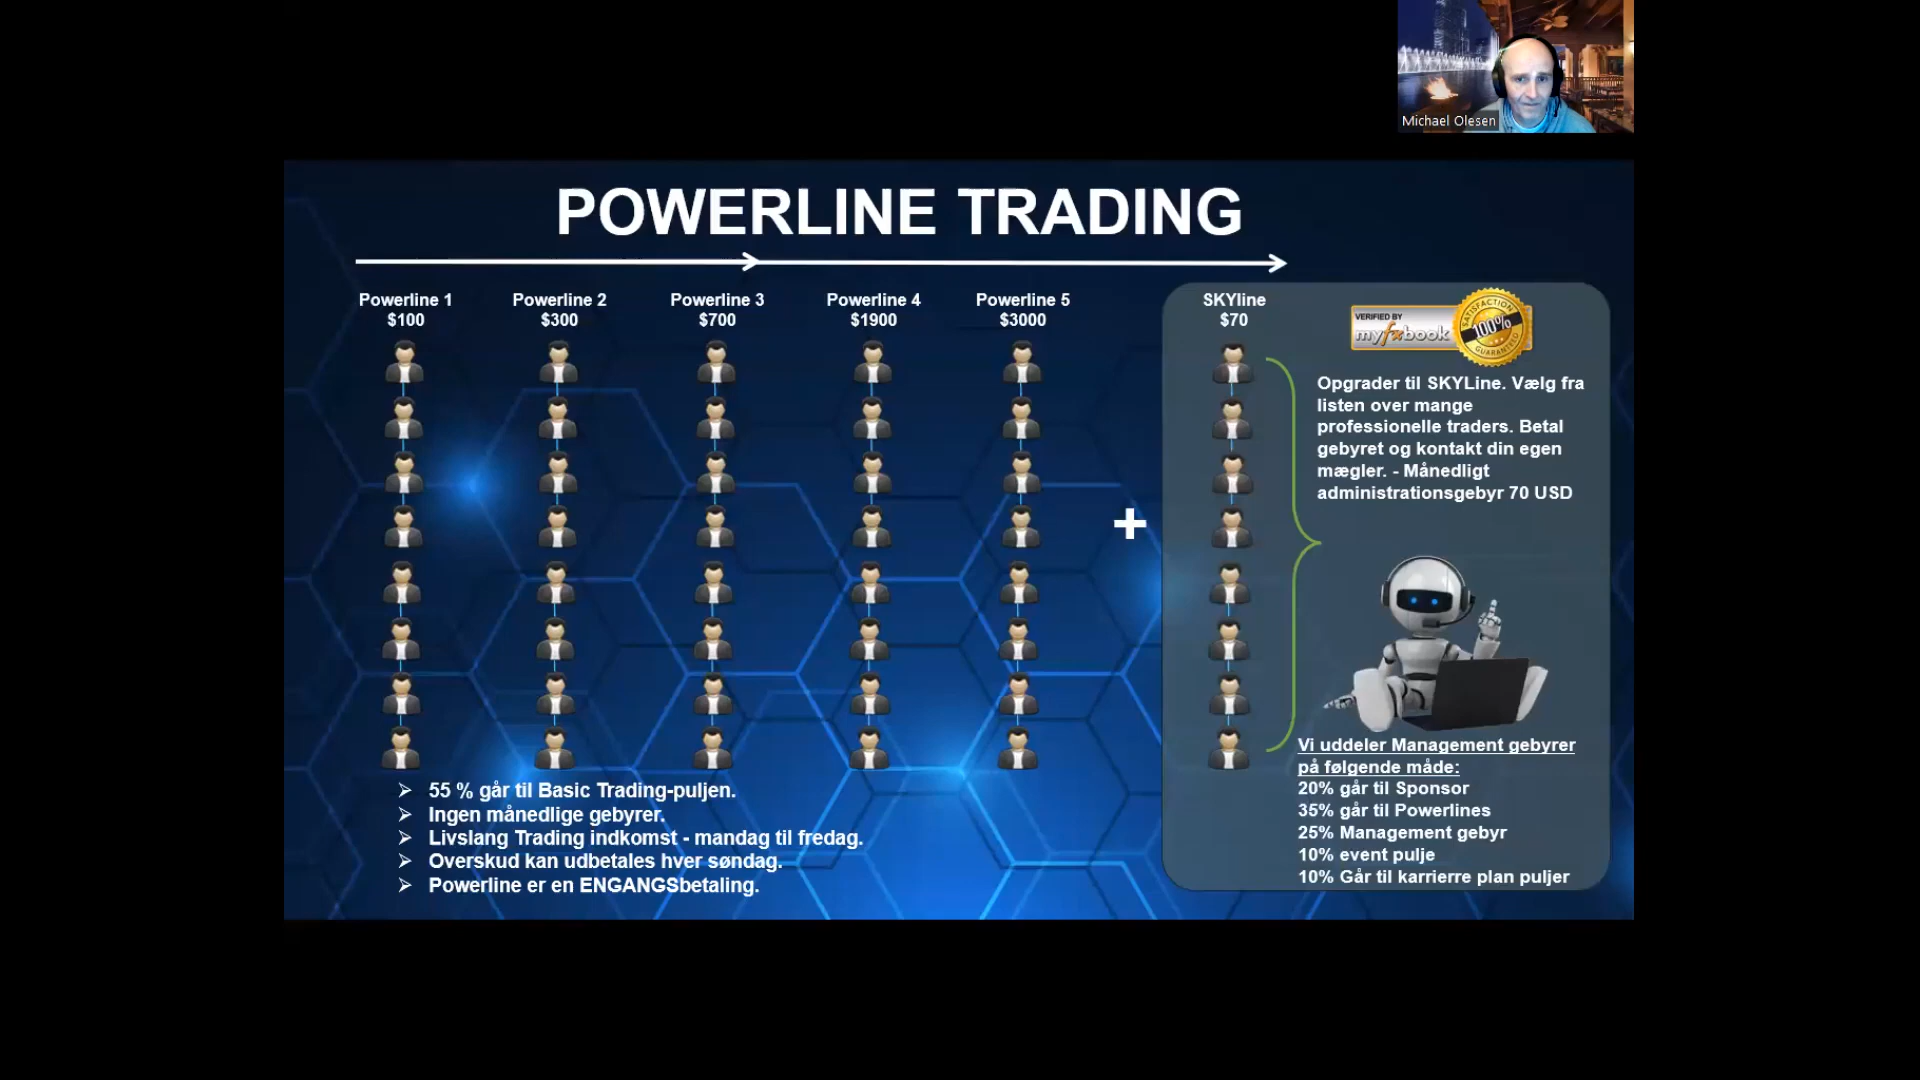 Michael Olesen
POWERLINE TRADING
Powerline 1
$100
Powerline 2
$300
Powerline 3
$700
Powerline 4
$1900
Powerline 5
$3000
SKYline
$70
VERIFIED BY
myfxbook
SATISFACTION
100%
GUARANTEED
Opgrader til SKYLine. Vælg fra
listen over mange
professionelle traders. Betal
gebyret og kontakt din egen
mægler. - Månedligt
administrationsgebyr 70 USD
+
Vi uddeler Management gebyrer
på følgende måde:
20% går til Sponsor
35% går til Powerlines
25% Management gebyr
10% event pulje
10% Går til karrierre plan puljer
55 % går til Basic Trading-puljen.
Ingen månedlige gebyrer.
Livslang Trading indkomst - mandag til fredag.
Overskud kan udbetales hver søndag.
Powerline er en ENGANGSbetaling.